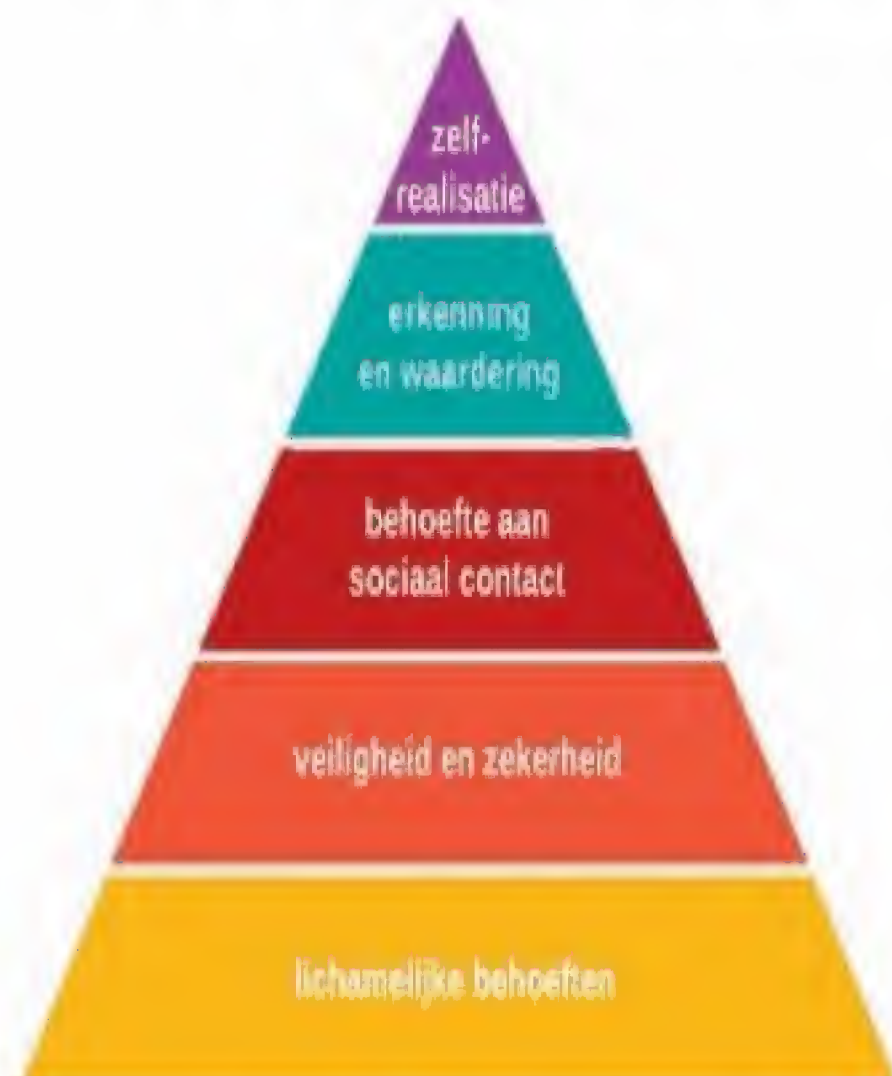 zelf-
realisatie
erkenning
en waardering
behoefte aan
sociaal contact
veiligheid en zekerheid
lichamelijke behoeften